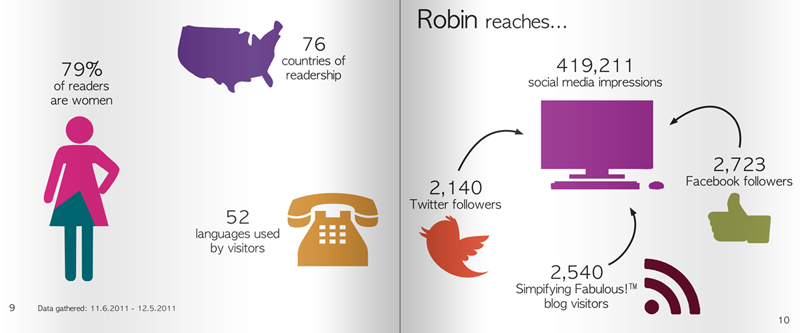 79%
of readers
are women
76
countries of
readership
52
languages used
by visitors
9
Data gathered: 11.6.2011 - 12.5.2011
Robin reaches...
419,211
social media impressions
2,140
Twitter followers
2,723
Facebook followers
2,540
Simpifying Fabulous!™
blog visitors
10